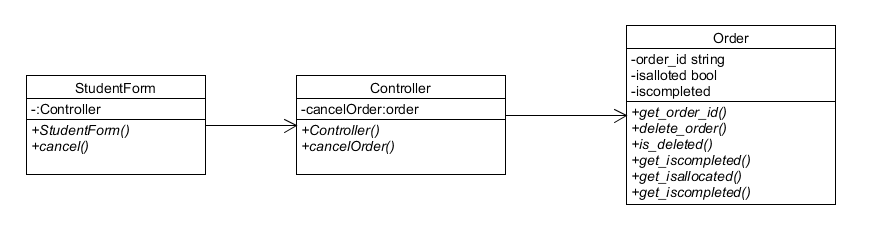 StudentForm
-:Controller
+StudentForm()
+cancel()
Controller
-cancelOrder:order
+Controller()
+cancelOrder()
Order
-order_id string
-isalloted bool
-iscompleted
+get_order_id()
+delete_order()
+is_deleted()
+get_iscompleted()
+get_isallocated()
+get_iscompleted()